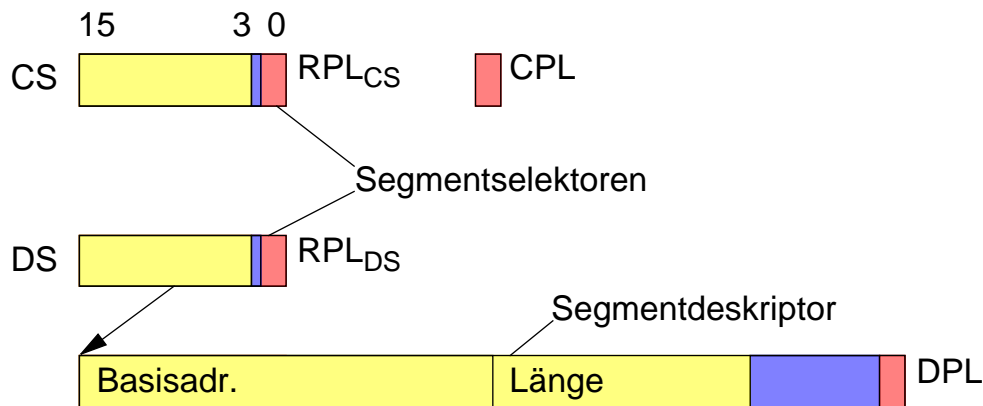 15 3 0
CS RPLCS CPL
Segmentselektoren
DS RPLDS
Segmentdeskriptor
Basisadr. Länge DPL